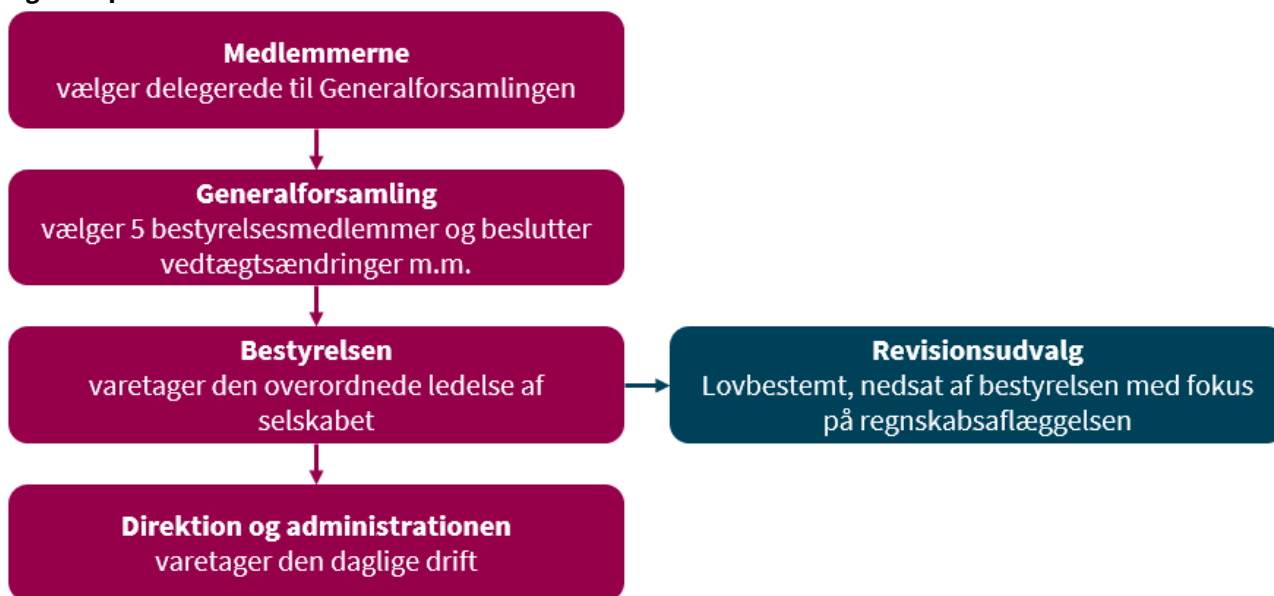 Medlemmerne
vælger delegerede til Generalforsamlingen
Generalforsamling
vælger 5 bestyrelsesmedlemmer og beslutter
vedtægtsændringer m.m.
Bestyrelsen
varetager den overordnede ledelse af
selskabet
Revisionsudvalg
Lovbestemt, nedsat af bestyrelsen med fokus
på regnskabsaflæggelsen
Direktion og administrationen
varetager den daglige drift